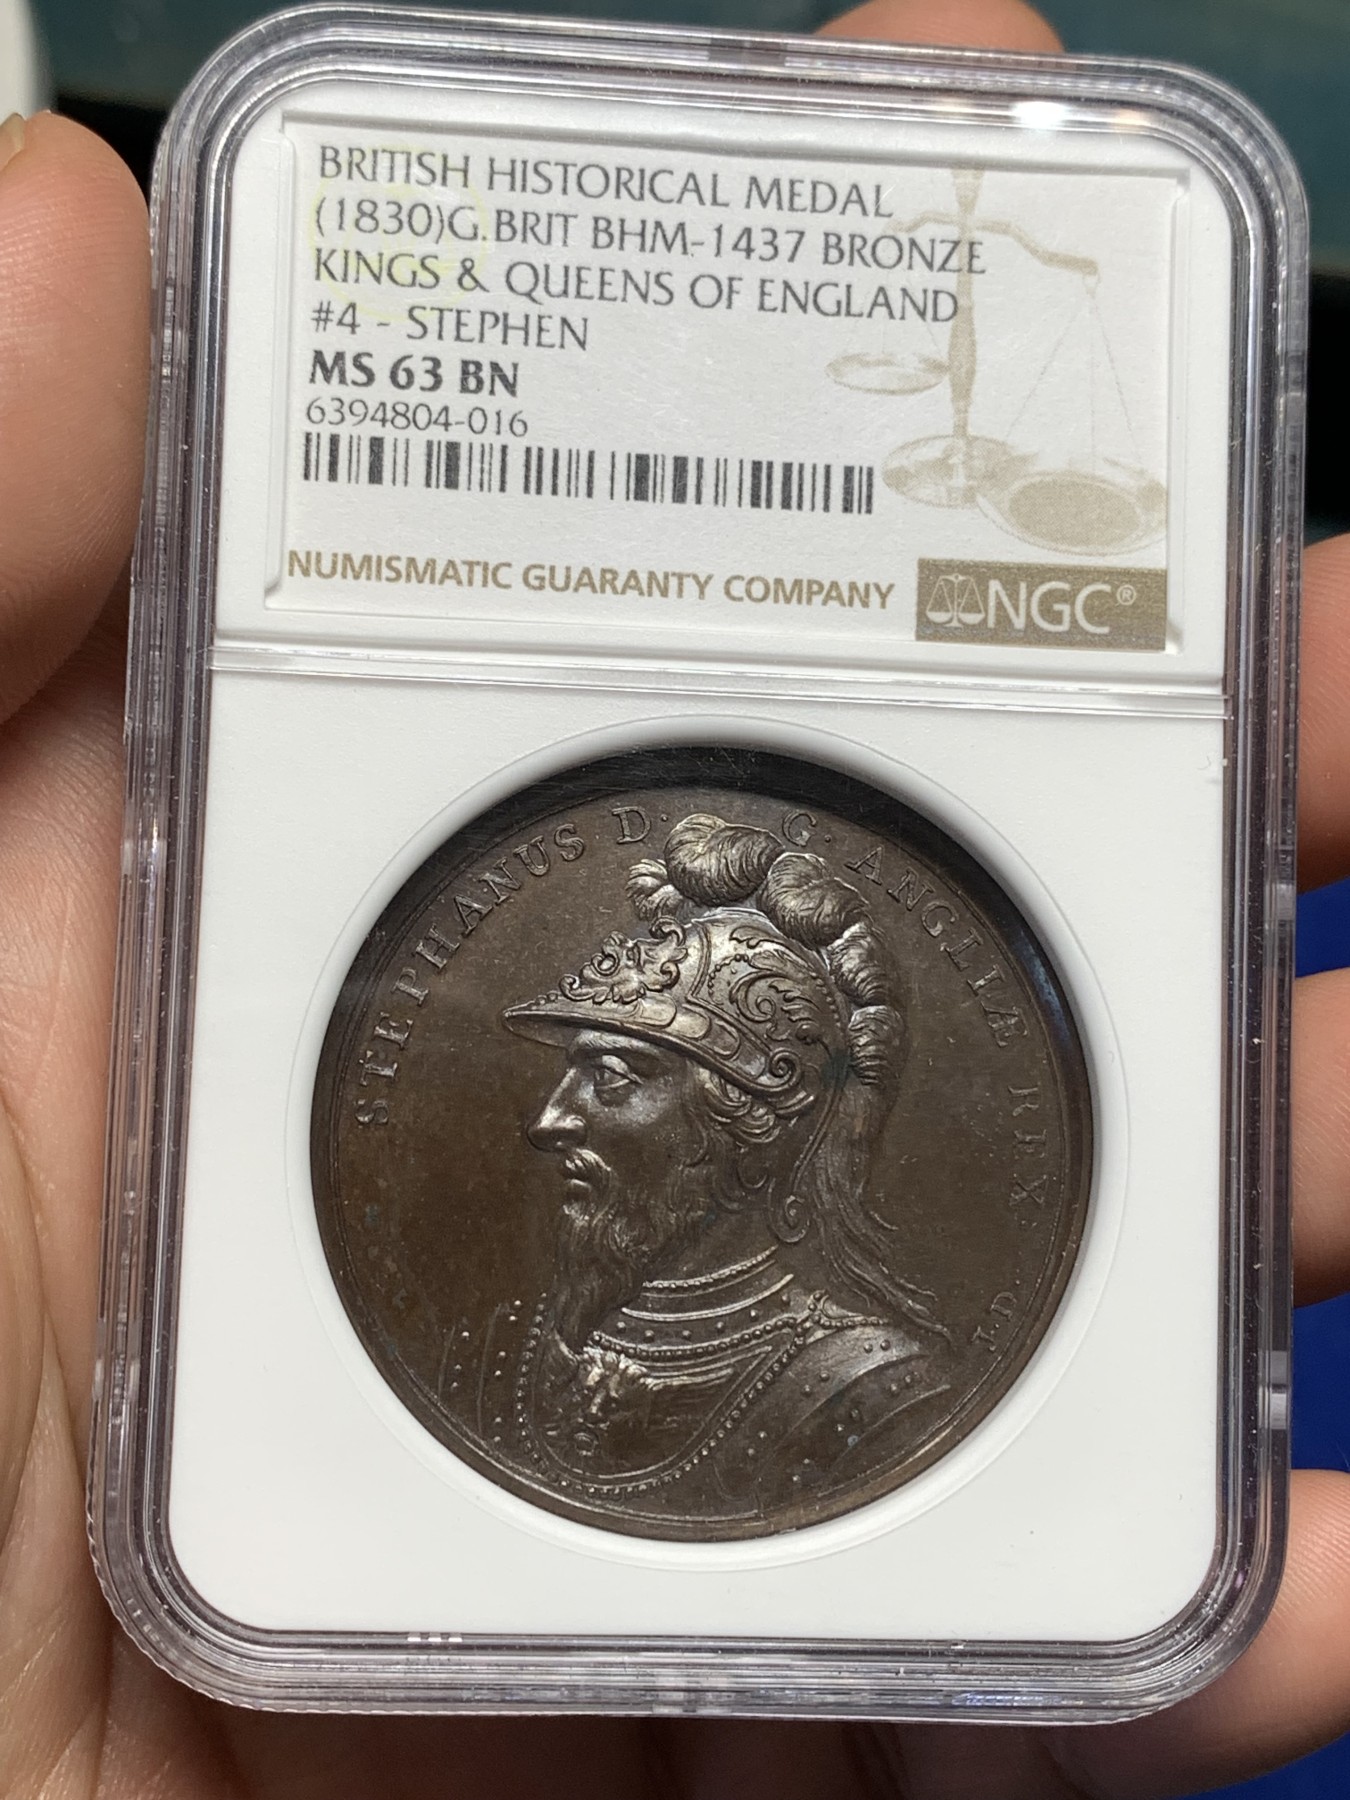 BRITISH HISTORICAL MEDAL
(1830)G.BRIT BHM-1437 BRONZE
KINGS & QUEENS OF ENGLAND
#4 - STEPHEN
MS 63 BN
6394804-016
NUMISMATIC GUARANTY COMPANY
NGC®
STEPHANUS D. G. ANGLIÆ REX